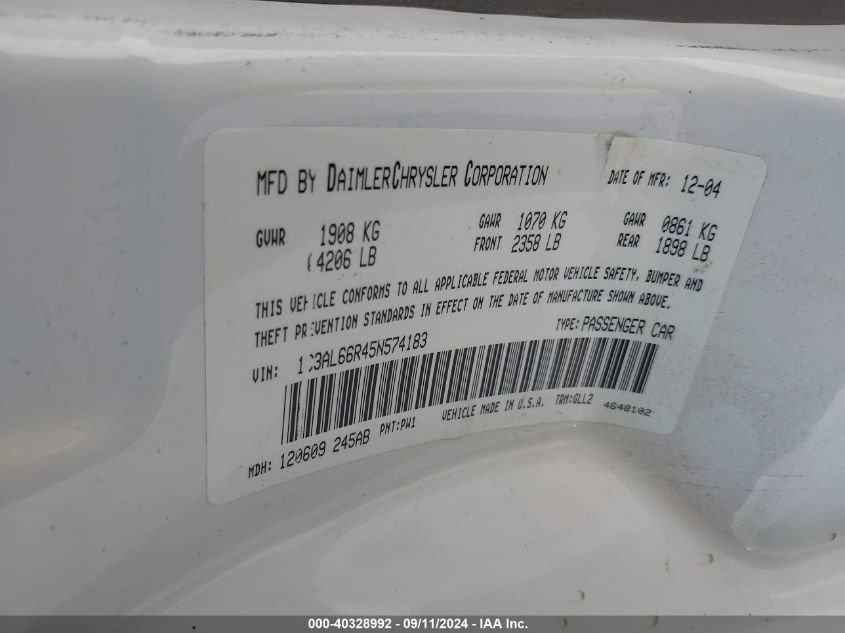 MFD BY DAIMLERCHRYSLER CORPORATION DATE OF MFR: 12-04
GVWR 1908 KG GAWR 1070 KG GAWR 0861 KG
(4206 LB FRONT 2358 LB REAR 1898 LB
THIS VEHICLE CONFORMS TO ALL APPLICABLE FEDERAL MOTOR VEHICLE SAFETY, BUMPER AND
THEFT PREVENTION STANDARDS IN EFFECT ON THE DATE OF MANUFACTURE SHOWN ABOVE.
VIN: 1C3AL66R45N574183 TYPE: PASSENGER CAR
MDH: 120609 245AB PNT:PW1 VEHICLE MADE IN U.S.A. TRM:GLL2 4648102
000-40328992 - 09/11/2024 - IAA Inc.